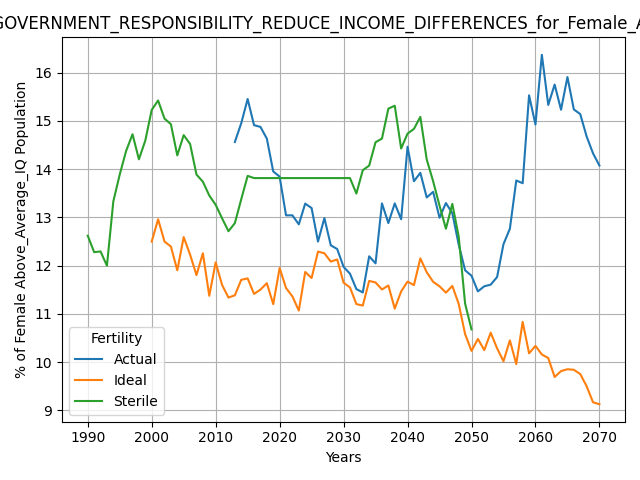 GOVERNMENT_RESPONSIBILITY_REDUCE_INCOME_DIFFERENCES_for_Female_A
% of Female Above_Average_IQ Population
16
15
14
13
12
11
10
9
Fertility
Actual
Ideal
Sterile
1990 2000 2010 2020 2030 2040 2050 2060 2070
Years